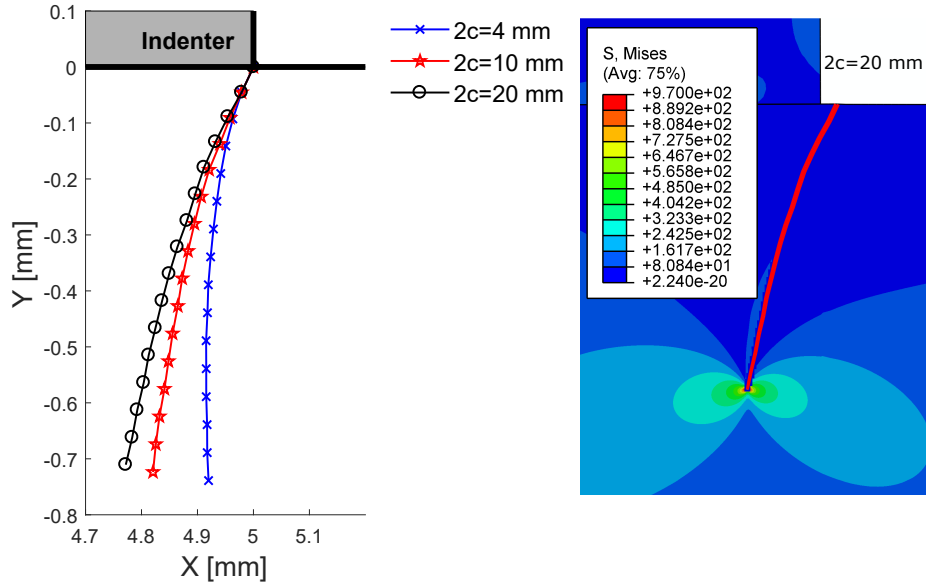 0.1
0
-0.1
-0.2
-0.3
-0.4
-0.5
-0.6
-0.7
-0.8
Y [mm]
4.7
4.8
4.9
5
5.1
X [mm]
Indenter
2c=4 mm
2c=10 mm
2c=20 mm
S, Mises
(Avg: 75%)
+9.700e+02
+8.892e+02
+8.084e+02
+7.275e+02
+6.467e+02
+5.658e+02
+4.850e+02
+4.042e+02
+3.233e+02
+2.425e+02
+1.617e+02
+8.084e+01
+2.240e-20
2c=20 mm